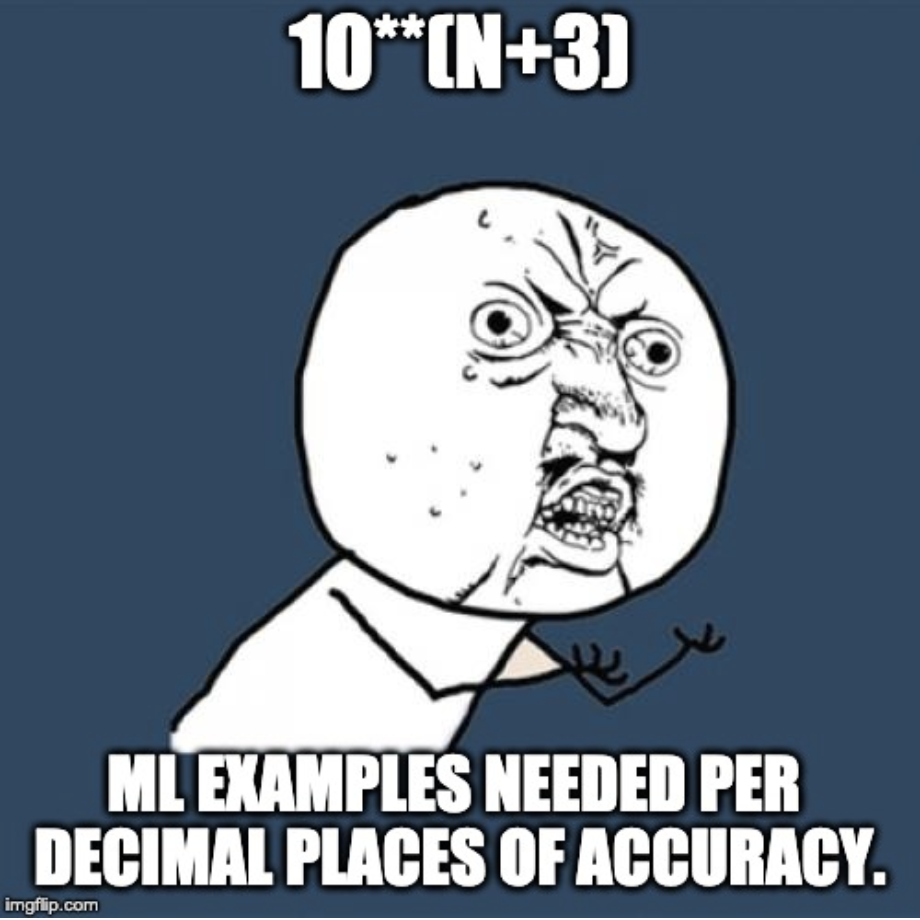 10**(N+3)
ML EXAMPLES NEEDED PER
DECIMAL PLACES OF ACCURACY.
imgflip.com